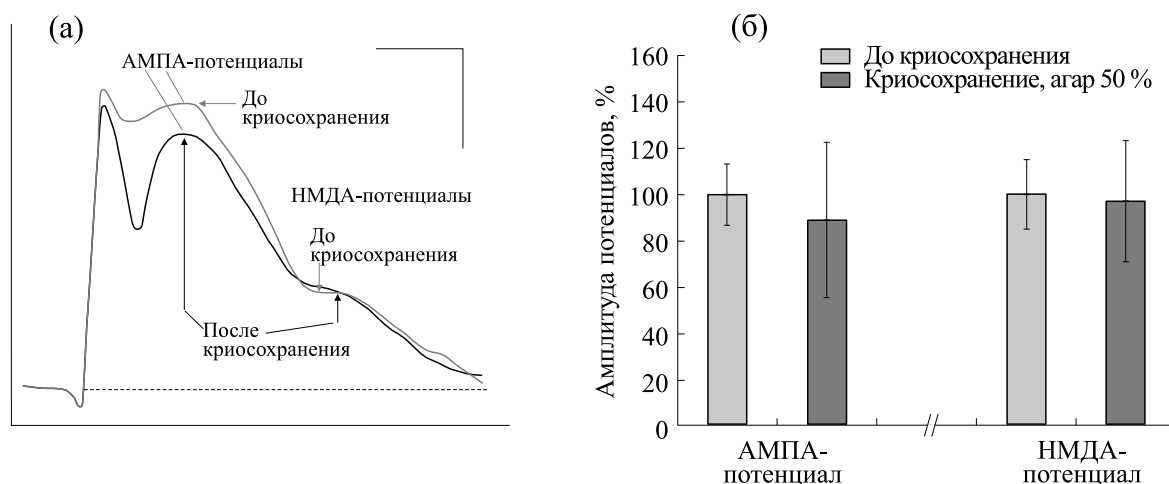 (а)
АМПА-потенциалы
До
криосохранения
НМДА-потенциалы
До
криосохранения
После
криосохранения
(б)
До криосохранения
Криосохранение, агар 50 %
Амплитуда потенциалов, %
160
140
120
100
80
60
40
20
0
АМПА-
потенциал
НМДА-
потенциал